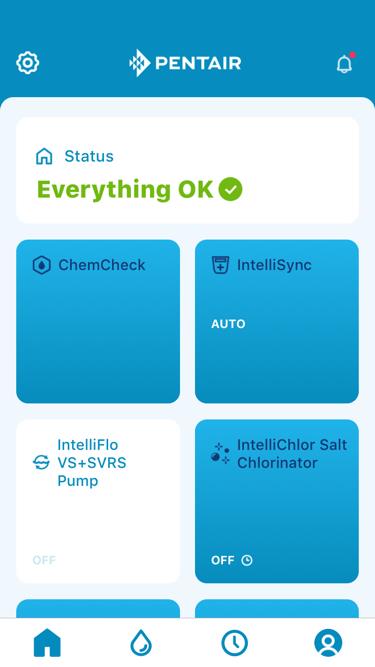 PENTAIR
Status
Everything OK
ChemCheck
IntelliSync
AUTO
IntelliFlo
VS+SVRS
Pump
OFF
IntelliChlor Salt
Chlorinator
OFF